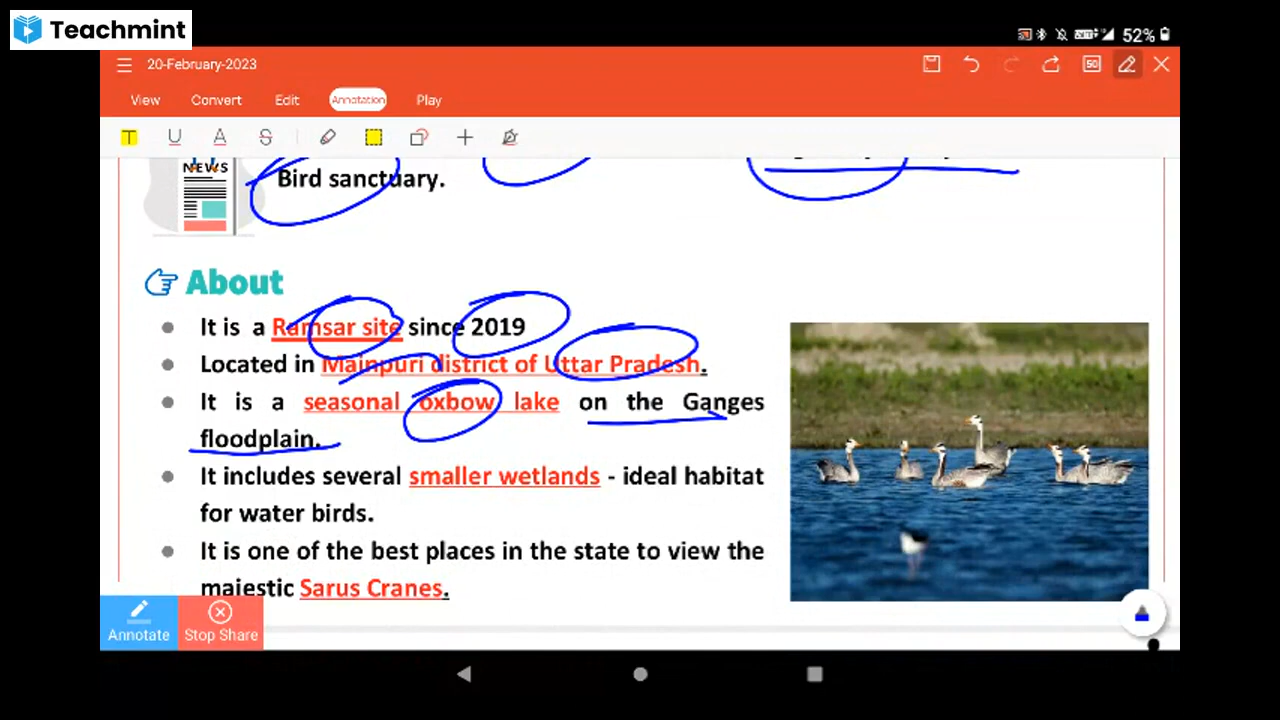 Teachmint
52%
20-February-2023
50
View Convert Edit Annotation Play
NEWS
Bird sanctuary.
About
It is a Ramsar site since 2019
Located in Mainpuri district of Uttar Pradesh.
It is a seasonal oxbow lake on the Ganges
floodplain.
It includes several smaller wetlands - ideal habitat
for water birds.
It is one of the best places in the state to view the
majestic Sarus Cranes.
Annotate Stop Share